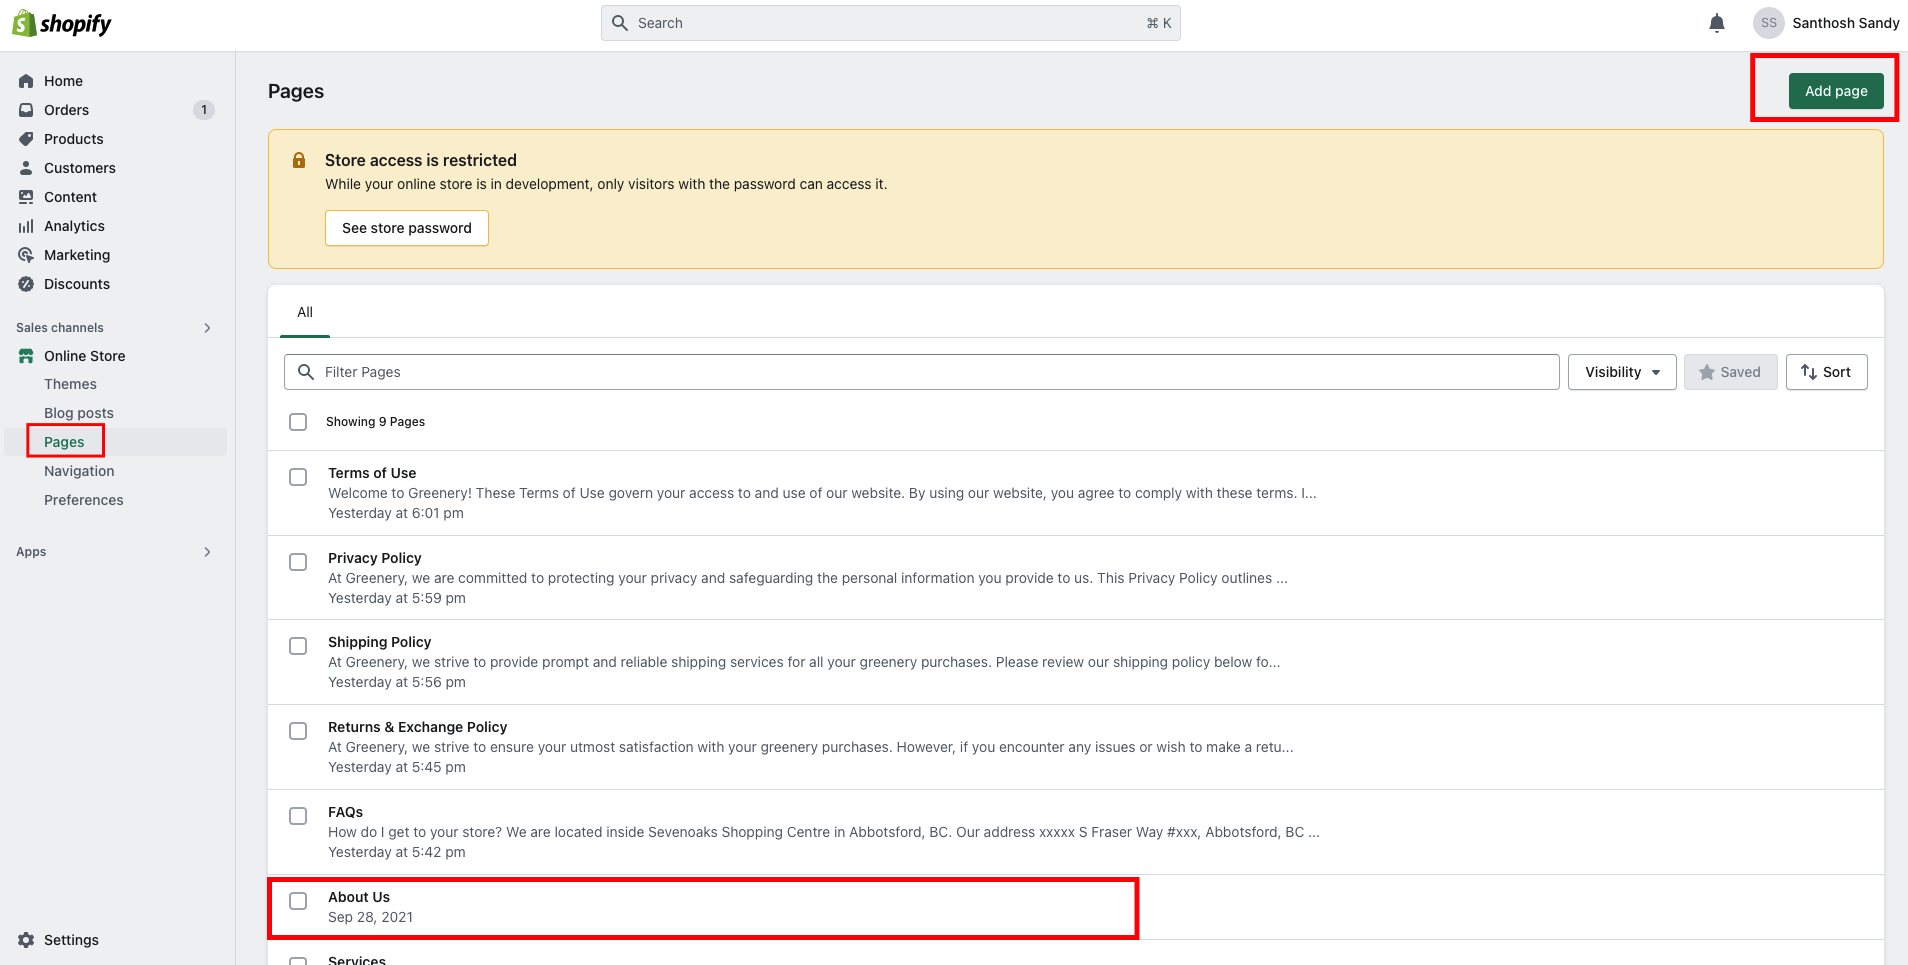 shopify
Search ⌘ K
SS Santhosh Sandy
Home
Orders 1
Products
Customers
Content
Analytics
Marketing
Discounts
Sales channels
Online Store
Themes
Blog posts
Pages
Navigation
Preferences
Apps
Settings
Pages
Add page
Store access is restricted
While your online store is in development, only visitors with the password can access it.
See store password
All
Filter Pages
Visibility
Saved
Sort
Showing 9 Pages
Terms of Use
Welcome to Greenery! These Terms of Use govern your access to and use of our website. By using our website, you agree to comply with these terms. I...
Yesterday at 6:01 pm
Privacy Policy
At Greenery, we are committed to protecting your privacy and safeguarding the personal information you provide to us. This Privacy Policy outlines ...
Yesterday at 5:59 pm
Shipping Policy
At Greenery, we strive to provide prompt and reliable shipping services for all your greenery purchases. Please review our shipping policy below fo...
Yesterday at 5:56 pm
Returns & Exchange Policy
At Greenery, we strive to ensure your utmost satisfaction with your greenery purchases. However, if you encounter any issues or wish to make a retu...
Yesterday at 5:45 pm
FAQs
How do I get to your store? We are located inside Sevenoaks Shopping Centre in Abbotsford, BC. Our address xxxxx S Fraser Way #xxx, Abbotsford, BC ...
Yesterday at 5:42 pm
About Us
Sep 28, 2021
Services